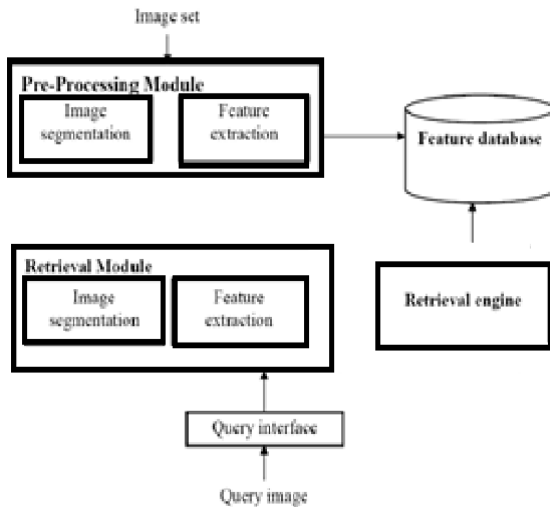 Image set
Pre-Processing Module
Image
segmentation
Feature
extraction
Feature database
Retrieval Module
Image
segmentation
Feature
extraction
Retrieval engine
Query interface
Query image